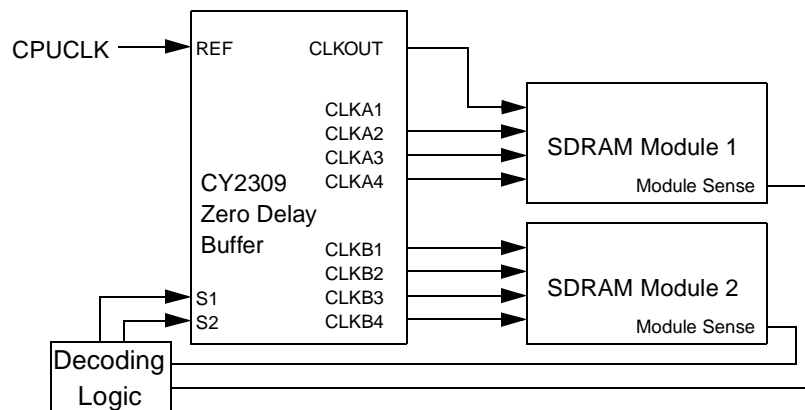 CPUCLK
REF
CLKOUT
CLKA1
CLKA2
CLKA3
CLKA4
CY2309
Zero Delay
Buffer
CLKB1
CLKB2
CLKB3
CLKB4
S1
S2
SDRAM Module 1
Module Sense
SDRAM Module 2
Module Sense
Decoding
Logic